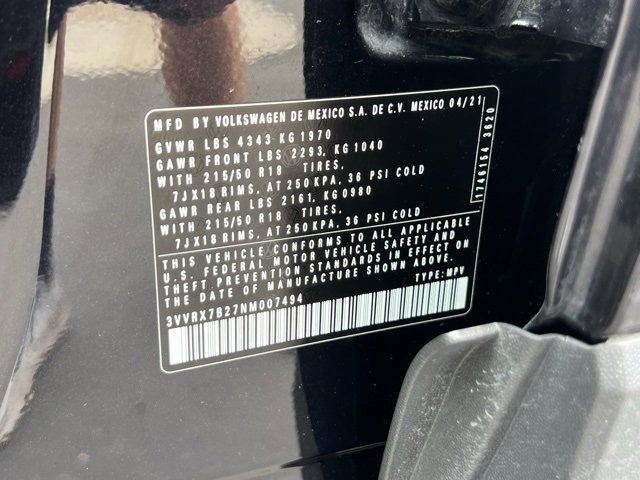 MFD BY VOLKSWAGEN DE MEXICO S.A. DE C.V. MEXICO 04/21
GVWR LBS 4343 KG 1970
GAWR FRONT LBS 2293, KG 1040
WITH 215/50 R18 TIRES,
7JX18 RIMS, AT 250 KPA, 36 PSI COLD
GAWR REAR LBS 2161, KG 0980
WITH 215/50 R18 TIRES,
7JX18 RIMS, AT 250 KPA, 36 PSI COLD
THIS VEHICLE CONFORMS TO ALL APPLICABLE
U.S. FEDERAL MOTOR VEHICLE SAFETY AND
THEFT PREVENTION STANDARDS IN EFFECT ON
THE DATE OF MANUFACTURE SHOWN ABOVE.
TYPE: MPV
3VVRX7B27NM007494
1746154 3620